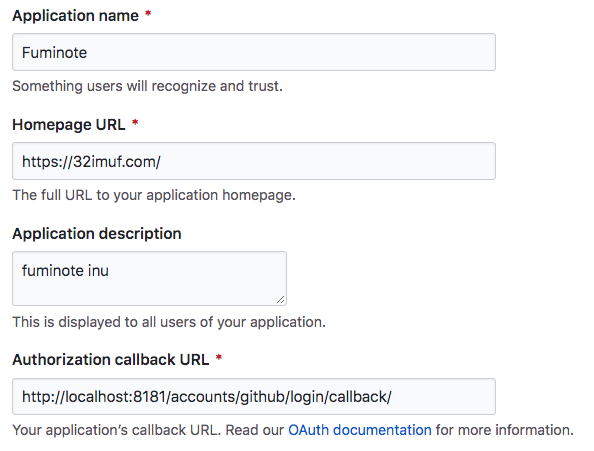 Application name *
Fuminote
Something users will recognize and trust.
Homepage URL *
https://32imuf.com/
The full URL to your application homepage.
Application description
fuminote inu
This is displayed to all users of your application.
Authorization callback URL *
http://localhost:8181/accounts/github/login/callback/
Your application’s callback URL. Read our OAuth documentation for more information.